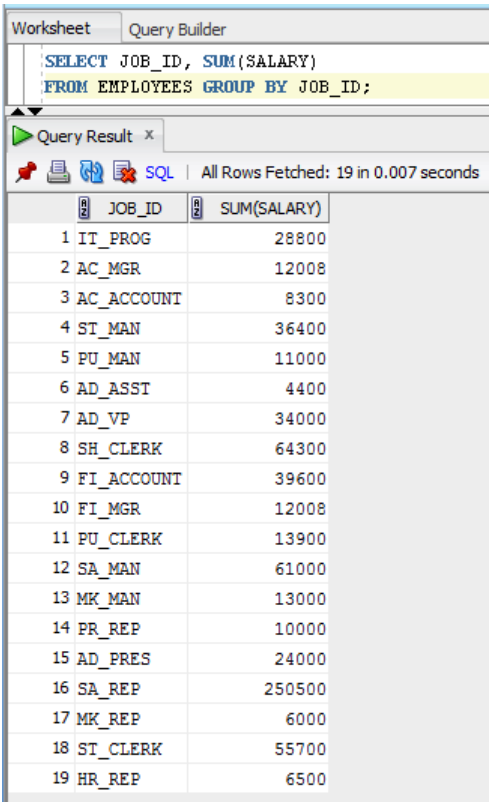 Worksheet Query Builder
SELECT JOB_ID, SUM(SALARY)
FROM EMPLOYEES GROUP BY JOB_ID;
Query Result x
SQL | All Rows Fetched: 19 in 0.007 seconds
JOB_ID SUM(SALARY)
1 IT_PROG 28800
2 AC_MGR 12008
3 AC_ACCOUNT 8300
4 ST_MAN 36400
5 PU_MAN 11000
6 AD_ASST 4400
7 AD_VP 34000
8 SH_CLERK 64300
9 FI_ACCOUNT 39600
10 FI_MGR 12008
11 PU_CLERK 13900
12 SA_MAN 61000
13 MK_MAN 13000
14 PR_REP 10000
15 AD_PRES 24000
16 SA_REP 250500
17 MK_REP 6000
18 ST_CLERK 55700
19 HR_REP 6500